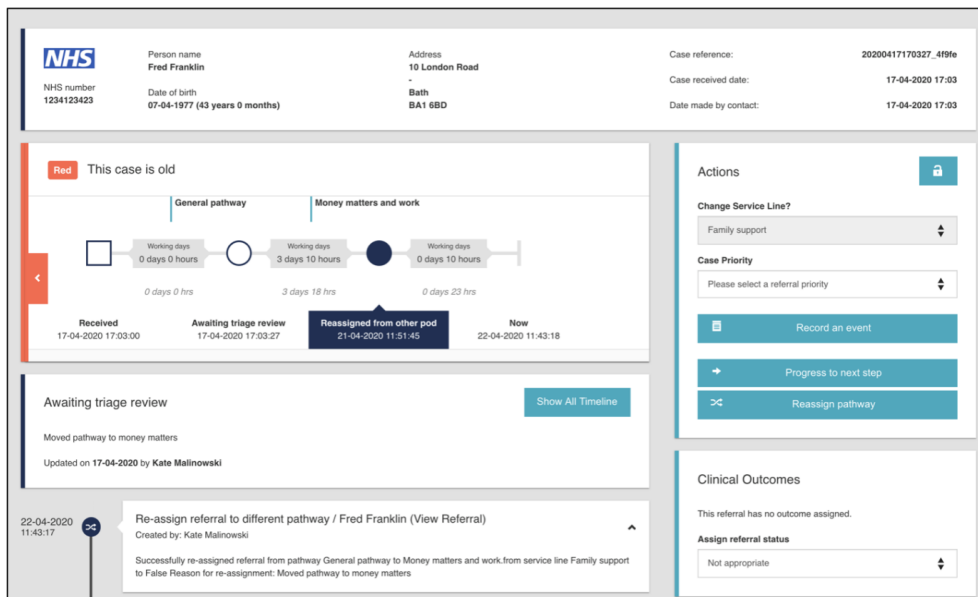 NHS
NHS number
1234123423
Person name
Fred Franklin
Date of birth
07-04-1977 (43 years 0 months)
Address
10 London Road
-
Bath
BA1 6BD
Case reference: 20200417170327_4f9fe
Case received date: 17-04-2020 17:03
Date made by contact: 17-04-2020 17:03
Red This case is old
General pathway Money matters and work
Working days Working days Working days
0 days 0 hours 3 days 10 hours 0 days 10 hours
0 days 0 hrs 3 days 18 hrs 0 days 23 hrs
Received Awaiting triage review Reassigned from other pod Now
17-04-2020 17:03:00 17-04-2020 17:03:27 21-04-2020 11:51:45 22-04-2020 11:43:18
Awaiting triage review
Show All Timeline
Moved pathway to money matters
Updated on 17-04-2020 by Kate Malinowski
22-04-2020
11:43:17
Re-assign referral to different pathway / Fred Franklin (View Referral)
Created by: Kate Malinowski
Successfully re-assigned referral from pathway General pathway to Money matters and work.from service line Family support
to False Reason for re-assignment: Moved pathway to money matters
Actions
Change Service Line?
Family support
Case Priority
Please select a referral priority
Record an event
Progress to next step
Reassign pathway
Clinical Outcomes
This referral has no outcome assigned.
Assign referral status
Not appropriate